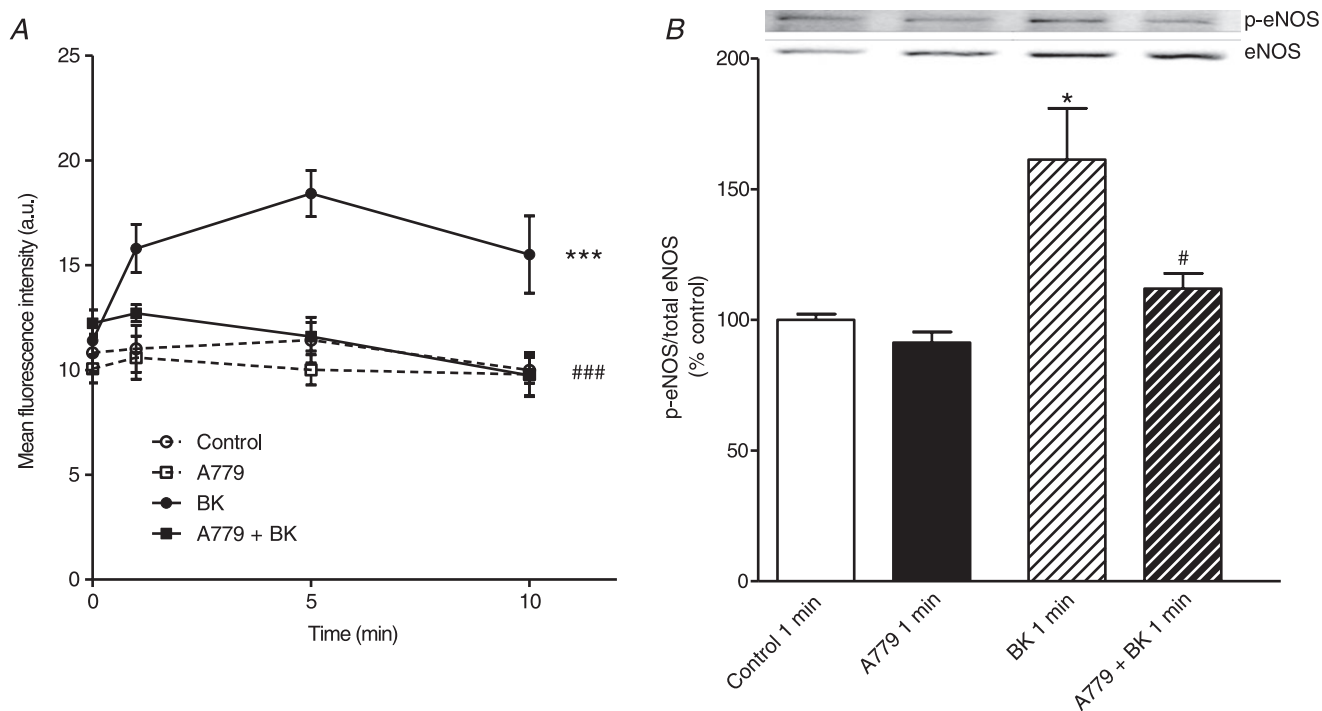 A
25
20
15
10
5
0
Mean fluorescence intensity (a.u.)
***
###
Control
A779
BK
A779 + BK
0 5 10
Time (min)
B
p-eNOS
eNOS
200
150
100
50
0
p-eNOS/total eNOS
(% control)
*
#
Control 1 min
A779 1 min
BK 1 min
A779 + BK 1 min